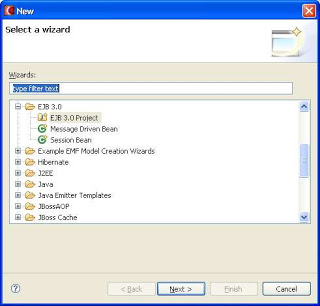 New
Select a wizard
Wizards:
type filter text
EJB 3.0
EJB 3.0 Project
Message Driven Bean
Session Bean
Example EMF Model Creation Wizards
Hibernate
J2EE
Java
Java Emitter Templates
JBossAOP
JBoss Cache
< Back
Next >
Finish
Cancel